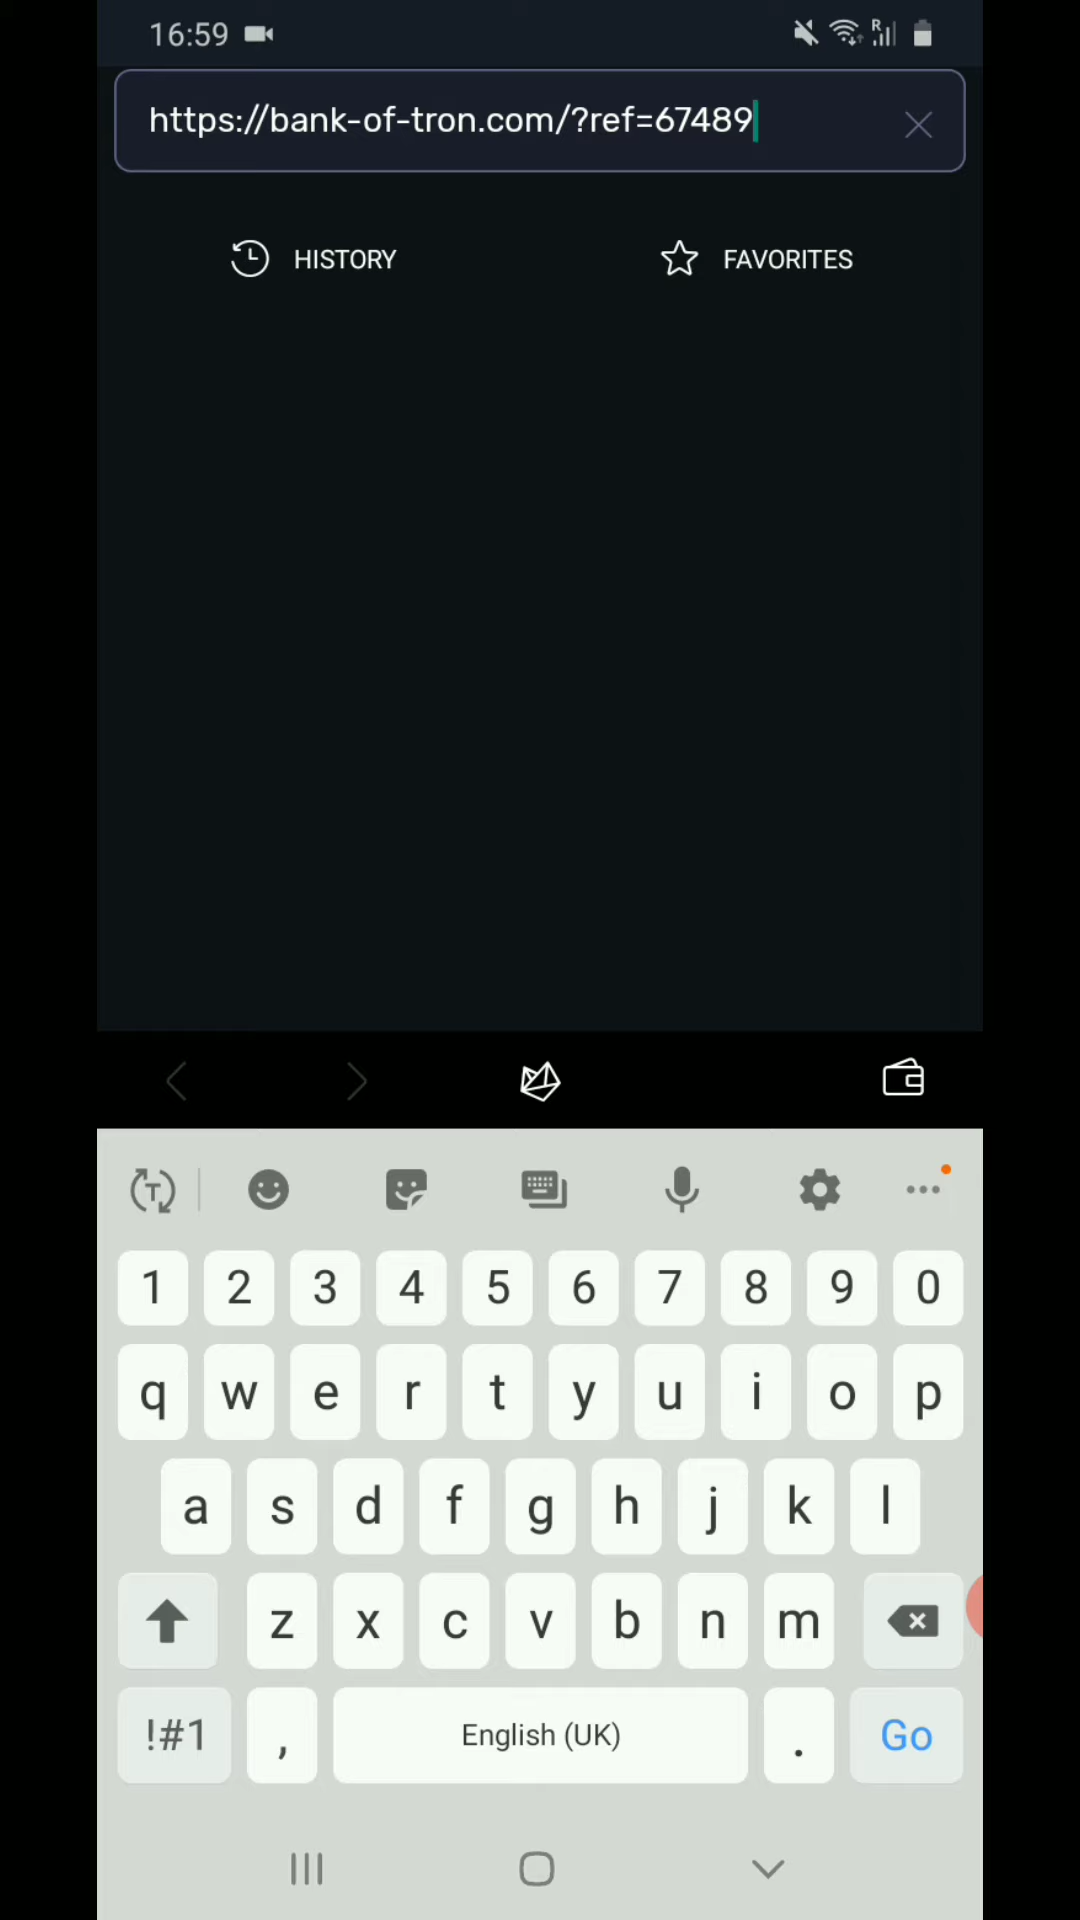 16:59
R
https://bank-of-tron.com/?ref=67489
HISTORY FAVORITES
T
1 2 3 4 5 6 7 8 9 0
q w e r t y u i o p
a s d f g h j k l
z x c v b n m
!#1 , English (UK) . Go